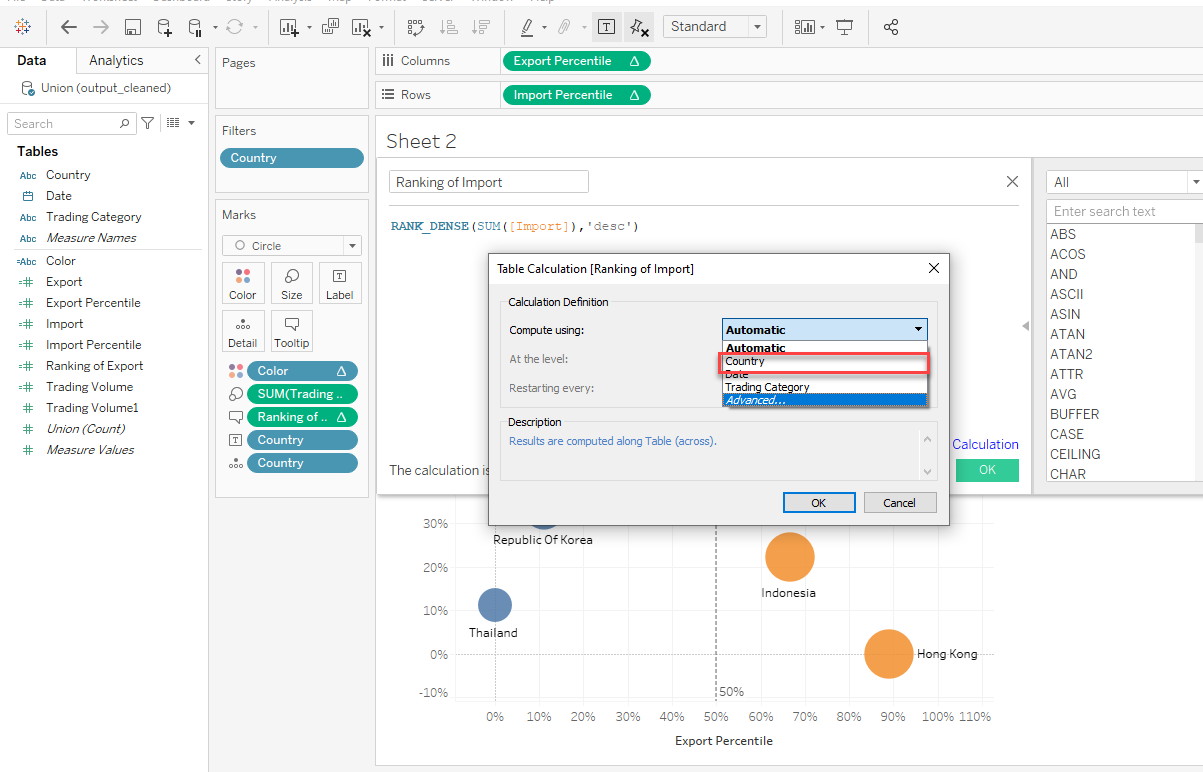 Standard
Data
Analytics
Union (output_cleaned)
Search
Tables
Abc Country
Date
Abc Trading Category
Abc Measure Names
=Abc Color
=# Export
=# Export Percentile
=# Import
=# Import Percentile
=# Ranking of Export
=# Trading Volume
=# Trading Volume1
# Union (Count)
# Measure Values
Pages
Filters
Country
Marks
Circle
Color
Size
Label
Detail
Tooltip
Color
SUM(Trading ..
Ranking of ..
Country
Country
Columns
Export Percentile
Rows
Import Percentile
Sheet 2
Ranking of Import
RANK_DENSE(SUM([Import]),'desc')
The calculation is
Calculation
OK
Table Calculation [Ranking of Import]
Calculation Definition
Compute using:
Automatic
Automatic
Country
Date
Trading Category
Advanced...
At the level:
Restarting every:
Description
Results are computed along Table (across).
OK
Cancel
All
Enter search text
ABS
ACOS
AND
ASCII
ASIN
ATAN
ATAN2
ATTR
AVG
BUFFER
CASE
CEILING
CHAR
30%
20%
10%
0%
-10%
Republic Of Korea
Thailand
Indonesia
Hong Kong
50%
0% 10% 20% 30% 40% 50% 60% 70% 80% 90% 100% 110%
Export Percentile